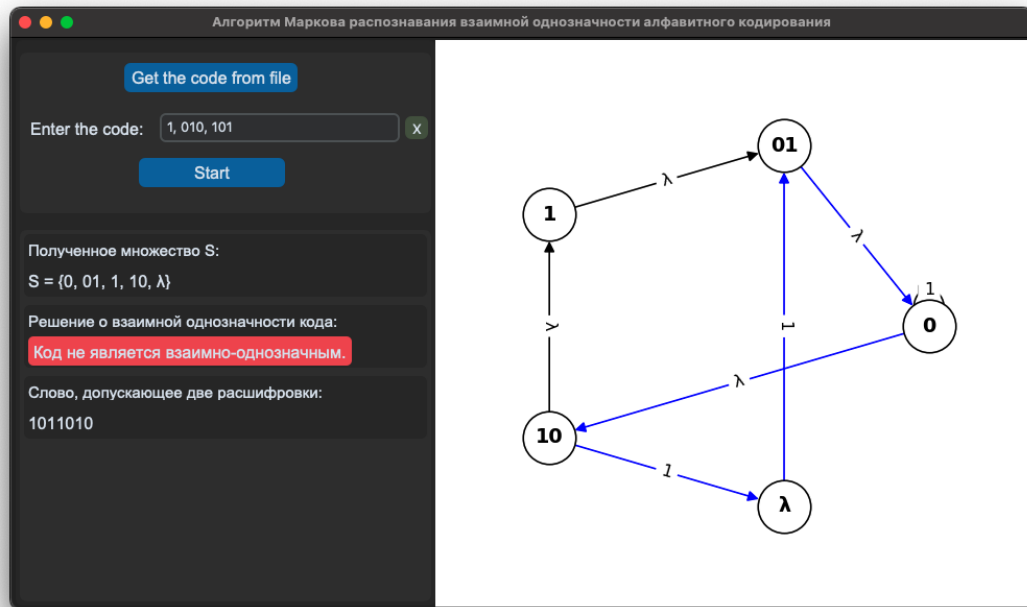 Алгоритм Маркова распознавания взаимной однозначности алфавитного кодирования
Get the code from file
Enter the code: 1, 010, 101 X
Start
Полученное множество S:
S = {0, 01, 1, 10, λ}
Решение о взаимной однозначности кода:
Код не является взаимно-однозначным.
Слово, допускающее две расшифровки:
1011010
01
λ
1
λ
1
0
λ
1
λ
10
1
λ